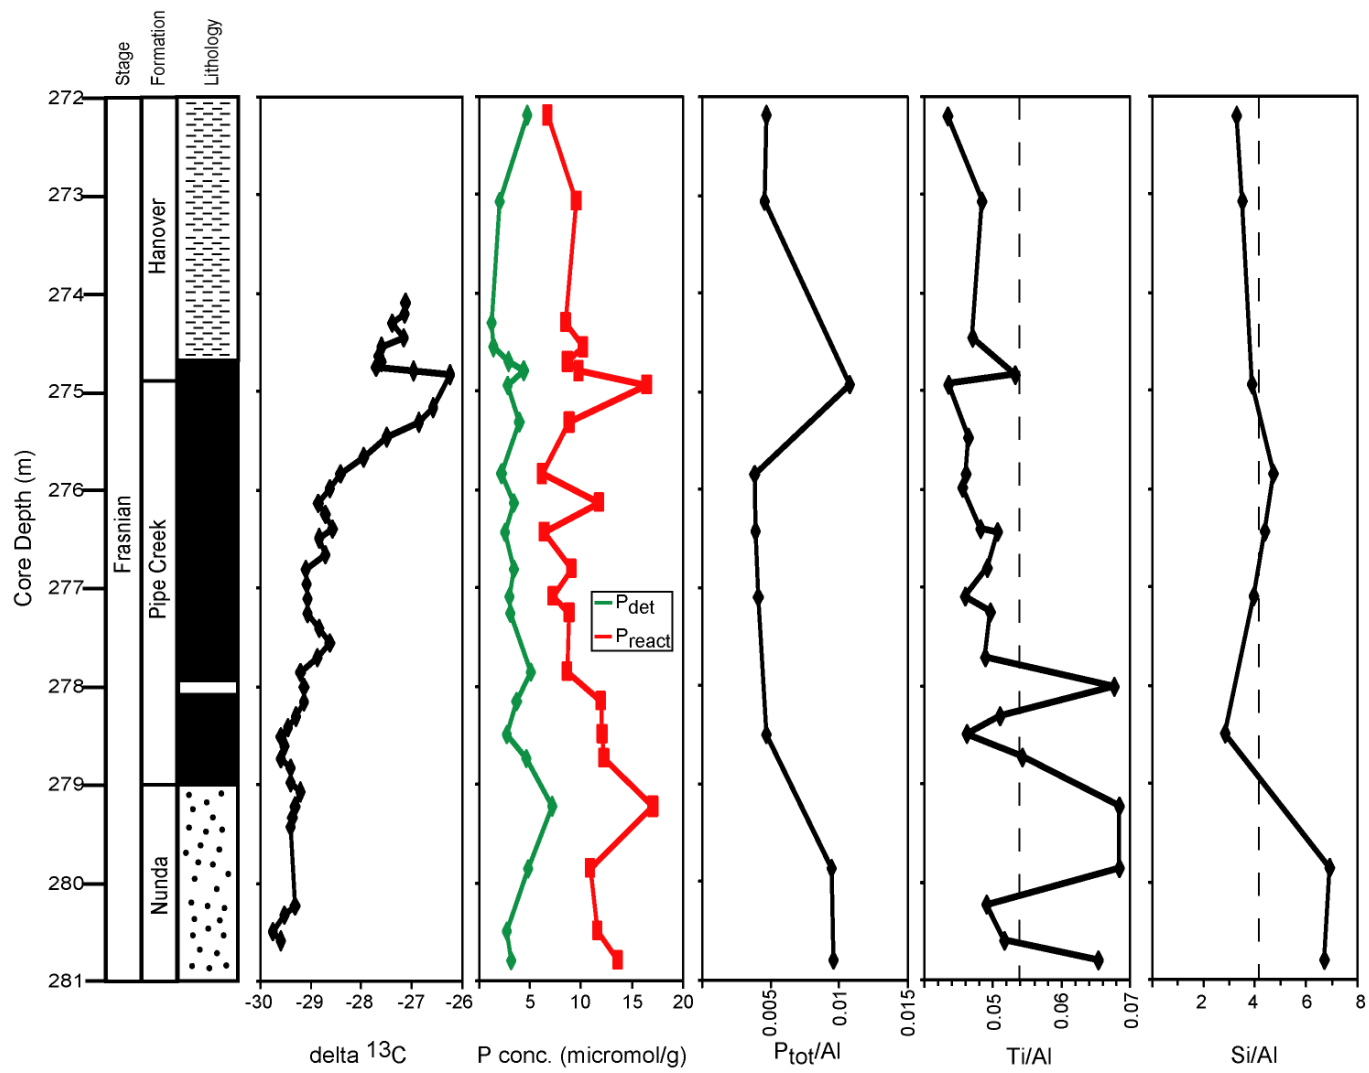 Stage
Formation
Lithology
Core Depth (m)
272
273
274
275
276
277
278
279
280
281
Frasnian
Hanover
Pipe Creek
Nunda
Pdet
Preact
-30 -29 -28 -27 -26
5 10 15 20
0.005 0.01 0.015
0.05 0.06 0.07
2 4 6 8
delta 13C
P conc. (micromol/g)
Ptot/Al
Ti/Al
Si/Al